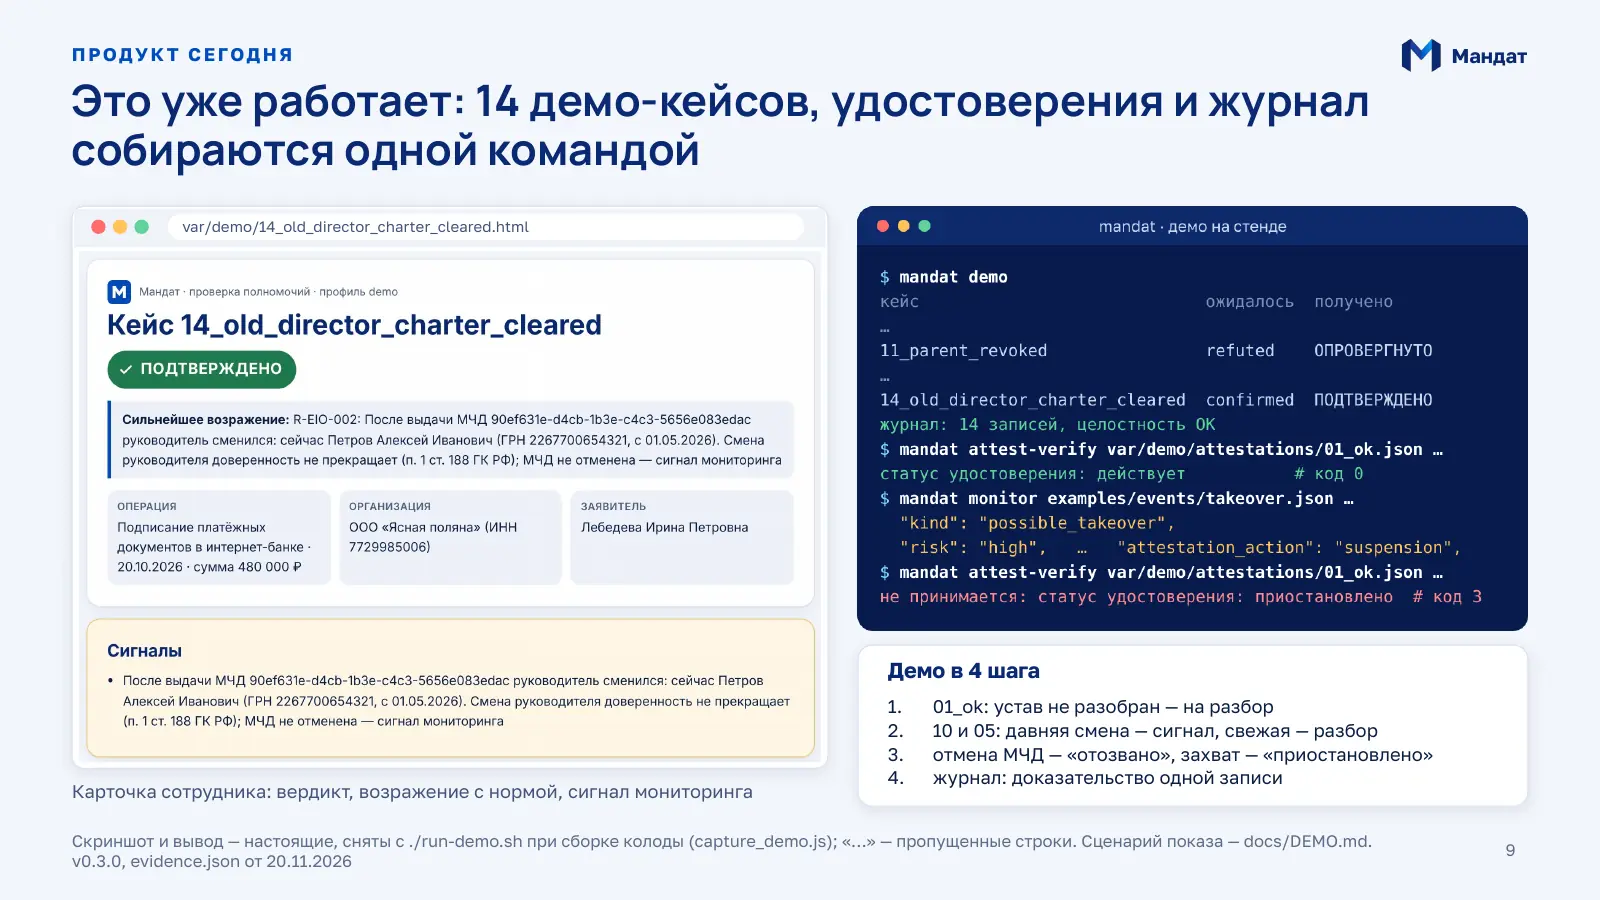 ПРОДУКТ СЕГОДНЯ
Мандат
Это уже работает: 14 демо-кейсов, удостоверения и журнал
собираются одной командой
var/demo/14_old_director_charter_cleared.html
M Мандат · проверка полномочий · профиль demo
Кейс 14_old_director_charter_cleared
✓ ПОДТВЕРЖДЕНО
Сильнейшее возражение: R-EIO-002: После выдачи МЧД 90ef631e-d4cb-1b3e-c4c3-5656e083edac
руководитель сменился: сейчас Петров Алексей Иванович (ГРН 2267700654321, с 01.05.2026). Смена
руководителя доверенность не прекращает (п. 1 ст. 188 ГК РФ); МЧД не отменена — сигнал мониторинга
ОПЕРАЦИЯ
Подписание платёжных
документов в интернет-банке ·
20.10.2026 · сумма 480 000 ₽
ОРГАНИЗАЦИЯ
ООО «Ясная поляна» (ИНН
7729985006)
ЗАЯВИТЕЛЬ
Лебедева Ирина Петровна
Сигналы
• После выдачи МЧД 90ef631e-d4cb-1b3e-c4c3-5656e083edac руководитель сменился: сейчас Петров
Алексей Иванович (ГРН 2267700654321, с 01.05.2026). Смена руководителя доверенность не прекращает
(п. 1 ст. 188 ГК РФ); МЧД не отменена — сигнал мониторинга
Карточка сотрудника: вердикт, возражение с нормой, сигнал мониторинга
mandat · демо на стенде
$ mandat demo
кейс ожидалось получено
…
11_parent_revoked refuted ОПРОВЕРГНУТО
…
14_old_director_charter_cleared confirmed ПОДТВЕРЖДЕНО
журнал: 14 записей, целостность ОК
$ mandat attest-verify var/demo/attestations/01_ok.json …
статус удостоверения: действует # код 0
$ mandat monitor examples/events/takeover.json …
"kind": "possible_takeover",
"risk": "high", … "attestation_action": "suspension",
$ mandat attest-verify var/demo/attestations/01_ok.json …
не принимается: статус удостоверения: приостановлено # код 3
Демо в 4 шага
1. 01_ok: устав не разобран — на разбор
2. 10 и 05: давняя смена — сигнал, свежая — разбор
3. отмена МЧД — «отозвано», захват — «приостановлено»
4. журнал: доказательство одной записи
Скриншот и вывод — настоящие, сняты с ./run-demo.sh при сборке колоды (capture_demo.js); «…» — пропущенные строки. Сценарий показа — docs/DEMO.md.
v0.3.0, evidence.json от 20.11.2026
9